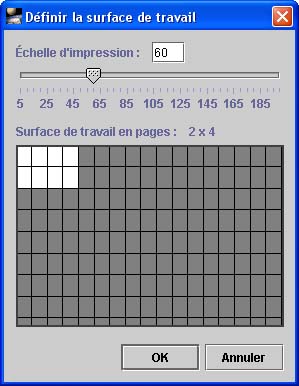 Définir la surface de travail
Échelle d'impression : 60
5 25 45 65 85 105 125 145 165 185
Surface de travail en pages : 2 x 4
OK Annuler